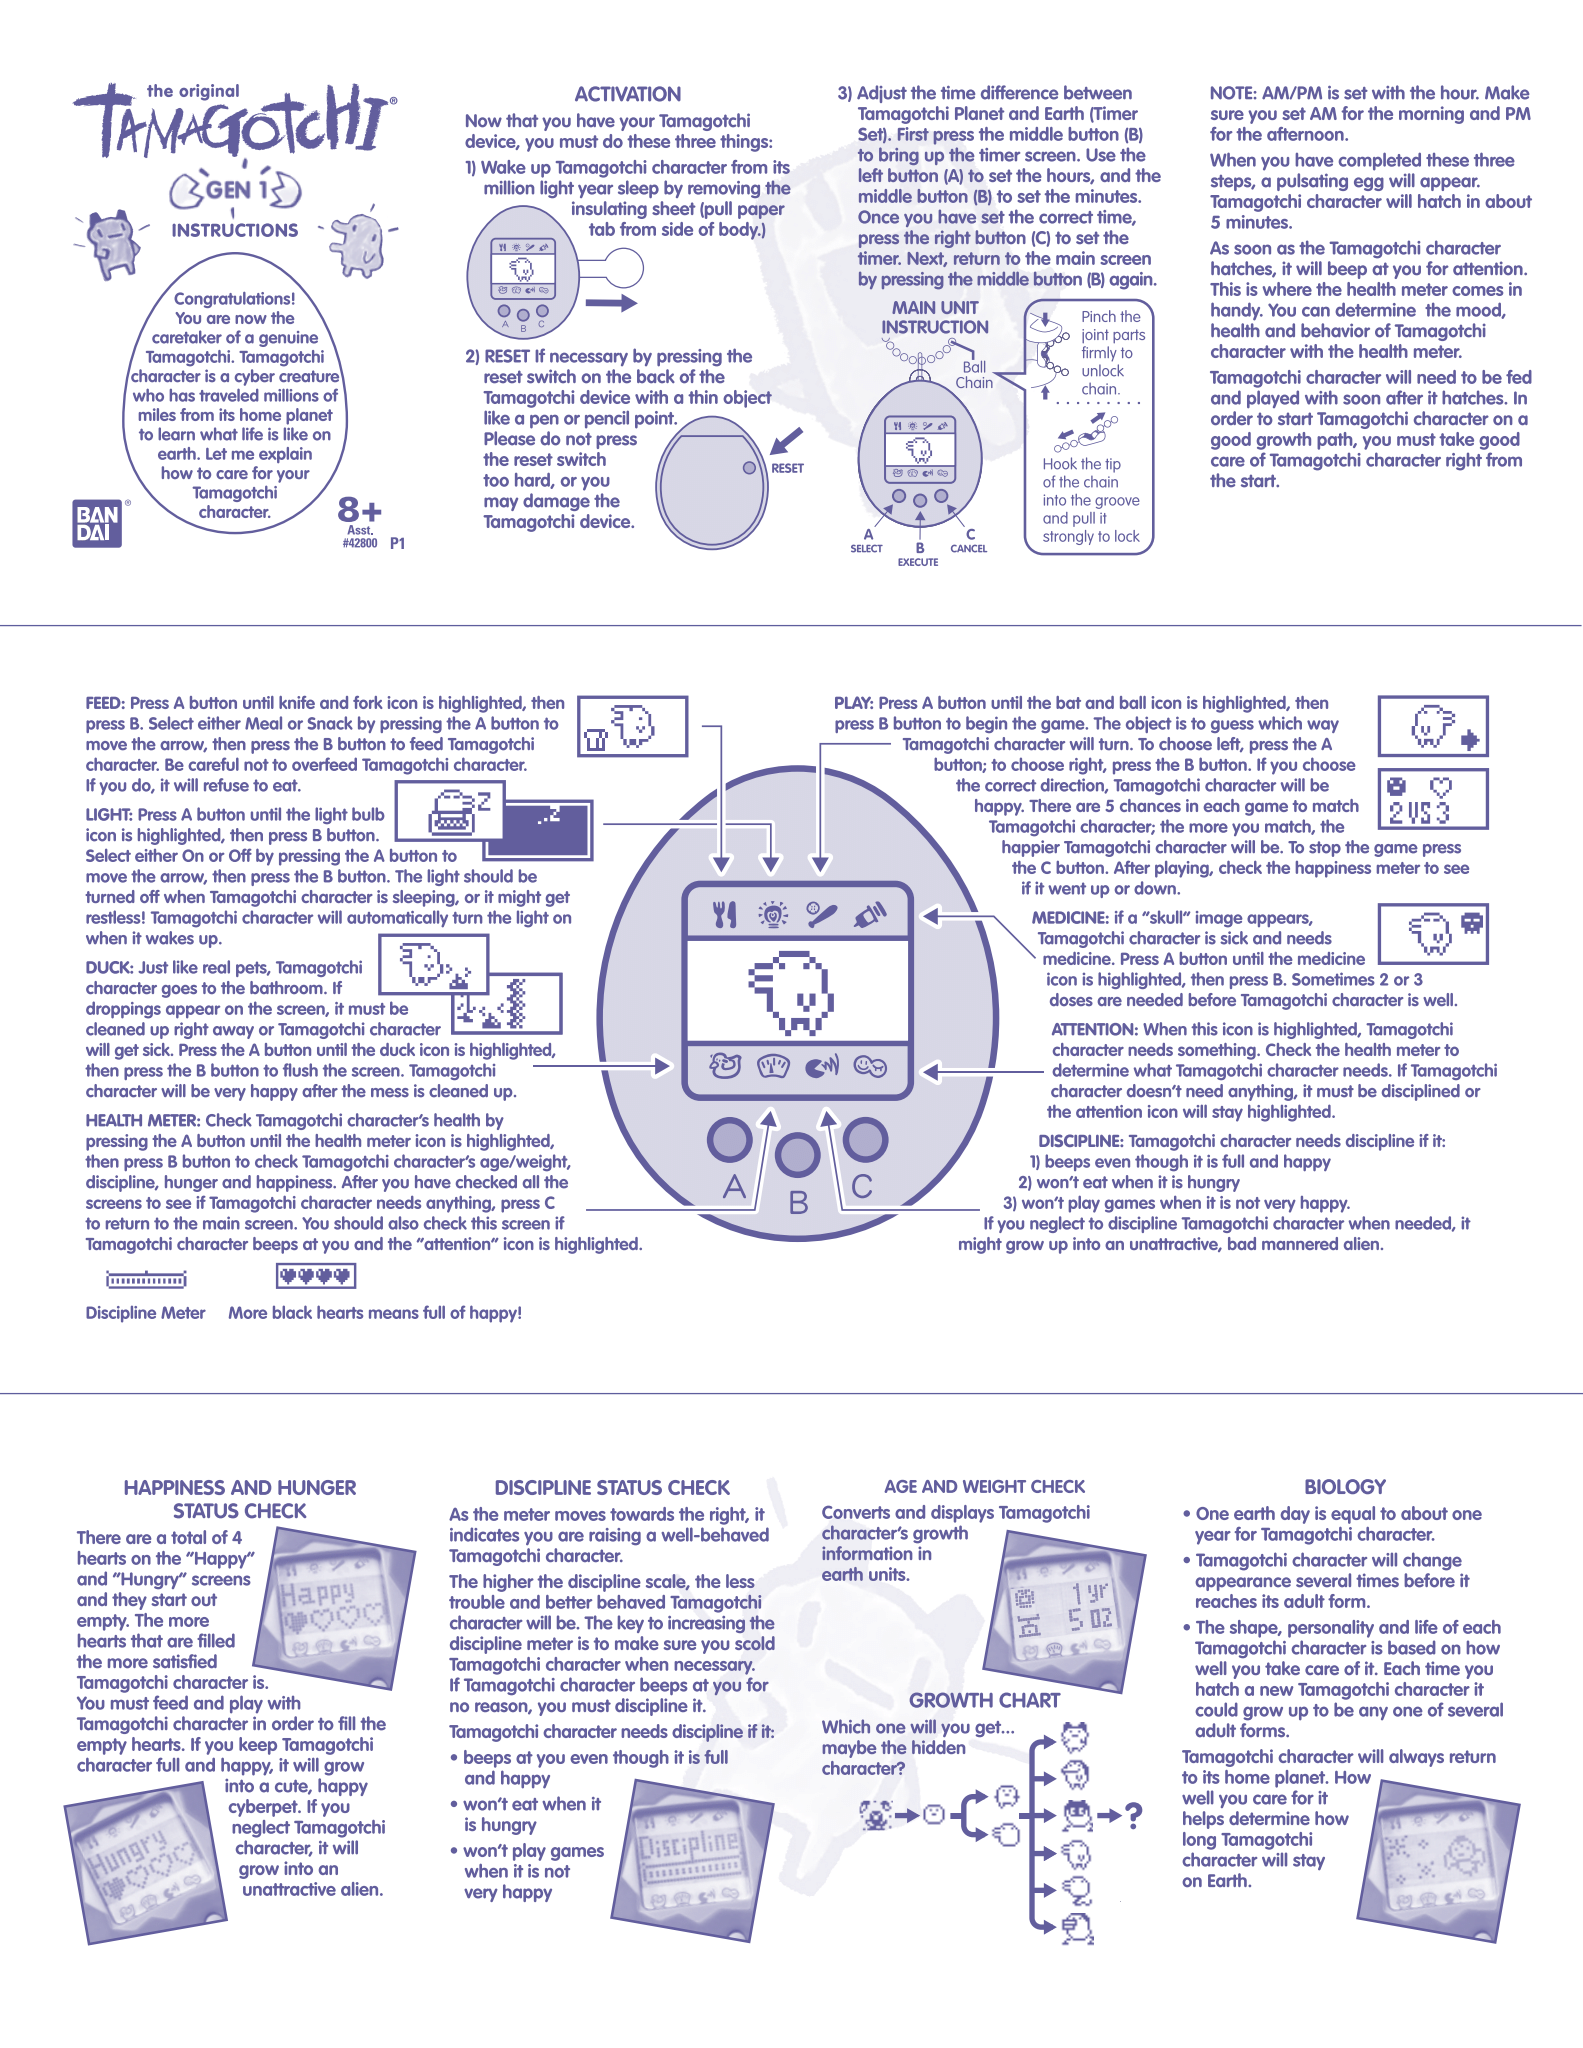 the original
TAMAGOTCHI®
GEN 1
INSTRUCTIONS
Congratulations!
You are now the
caretaker of a genuine
Tamagotchi. Tamagotchi
character is a cyber creature
who has traveled millions of
miles from its home planet
to learn what life is like on
earth. Let me explain
how to care for your
Tamagotchi
character.
BAN
DAI
®
8+
Asst.
#42800 P1
ACTIVATION
Now that you have your Tamagotchi
device, you must do these three things:
1) Wake up Tamagotchi character from its
million light year sleep by removing the
insulating sheet (pull paper
tab from side of body.)
A B C
2) RESET If necessary by pressing the
reset switch on the back of the
Tamagotchi device with a thin object
like a pen or pencil point.
Please do not press
the reset switch
too hard, or you
may damage the
Tamagotchi device.
RESET
3) Adjust the time difference between
Tamagotchi Planet and Earth (Timer
Set). First press the middle button (B)
to bring up the timer screen. Use the
left button (A) to set the hours, and the
middle button (B) to set the minutes.
Once you have set the correct time,
press the right button (C) to set the
timer. Next, return to the main screen
by pressing the middle button (B) again.
MAIN UNIT
INSTRUCTION
Ball
Chain
A
SELECT
B
EXECUTE
C
CANCEL
Pinch the
joint parts
firmly to
unlock
chain.
Hook the tip
of the chain
into the groove
and pull it
strongly to lock
NOTE: AM/PM is set with the hour. Make
sure you set AM for the morning and PM
for the afternoon.
When you have completed these three
steps, a pulsating egg will appear.
Tamagotchi character will hatch in about
5 minutes.
As soon as the Tamagotchi character
hatches, it will beep at you for attention.
This is where the health meter comes in
handy. You can determine the mood,
health and behavior of Tamagotchi
character with the health meter.
Tamagotchi character will need to be fed
and played with soon after it hatches. In
order to start Tamagotchi character on a
good growth path, you must take good
care of Tamagotchi character right from
the start.
FEED: Press A button until knife and fork icon is highlighted, then
press B. Select either Meal or Snack by pressing the A button to
move the arrow, then press the B button to feed Tamagotchi
character. Be careful not to overfeed Tamagotchi character.
If you do, it will refuse to eat.
LIGHT: Press A button until the light bulb
icon is highlighted, then press B button.
Select either On or Off by pressing the A button to
move the arrow, then press the B button. The light should be
turned off when Tamagotchi character is sleeping, or it might get
restless! Tamagotchi character will automatically turn the light on
when it wakes up.
Z
Z
DUCK: Just like real pets, Tamagotchi
character goes to the bathroom. If
droppings appear on the screen, it must be
cleaned up right away or Tamagotchi character
will get sick. Press the A button until the duck icon is highlighted,
then press the B button to flush the screen. Tamagotchi
character will be very happy after the mess is cleaned up.
HEALTH METER: Check Tamagotchi character's health by
pressing the A button until the health meter icon is highlighted,
then press B button to check Tamagotchi character's age/weight,
discipline, hunger and happiness. After you have checked all the
screens to see if Tamagotchi character needs anything, press C
to return to the main screen. You should also check this screen if
Tamagotchi character beeps at you and the "attention" icon is highlighted.
Discipline Meter More black hearts means full of happy!
A B C
PLAY: Press A button until the bat and ball icon is highlighted, then
press B button to begin the game. The object is to guess which way
Tamagotchi character will turn. To choose left, press the A
button; to choose right, press the B button. If you choose
the correct direction, Tamagotchi character will be
happy. There are 5 chances in each game to match
Tamagotchi character; the more you match, the
happier Tamagotchi character will be. To stop the game press
the C button. After playing, check the happiness meter to see
if it went up or down.
2 VS 3
MEDICINE: if a "skull" image appears,
Tamagotchi character is sick and needs
medicine. Press A button until the medicine
icon is highlighted, then press B. Sometimes 2 or 3
doses are needed before Tamagotchi character is well.
ATTENTION: When this icon is highlighted, Tamagotchi
character needs something. Check the health meter to
determine what Tamagotchi character needs. If Tamagotchi
character doesn't need anything, it must be disciplined or
the attention icon will stay highlighted.
DISCIPLINE: Tamagotchi character needs discipline if it:
1) beeps even though it is full and happy
2) won't eat when it is hungry
3) won't play games when it is not very happy.
If you neglect to discipline Tamagotchi character when needed, it
might grow up into an unattractive, bad mannered alien.
HAPPINESS AND HUNGER
STATUS CHECK
There are a total of 4
hearts on the "Happy"
and "Hungry" screens
and they start out
empty. The more
hearts that are filled
the more satisfied
Tamagotchi character is.
You must feed and play with
Tamagotchi character in order to fill the
empty hearts. If you keep Tamagotchi
character full and happy, it will grow
into a cute, happy
cyberpet. If you
neglect Tamagotchi
character, it will
grow into an
unattractive alien.
Happy
Hungry
DISCIPLINE STATUS CHECK
As the meter moves towards the right, it
indicates you are raising a well-behaved
Tamagotchi character.
The higher the discipline scale, the less
trouble and better behaved Tamagotchi
character will be. The key to increasing the
discipline meter is to make sure you scold
Tamagotchi character when necessary.
If Tamagotchi character beeps at you for
no reason, you must discipline it.
Tamagotchi character needs discipline if it:
• beeps at you even though it is full
and happy
• won't eat when it
is hungry
• won't play games
when it is not
very happy
Discipline
AGE AND WEIGHT CHECK
Converts and displays Tamagotchi
character's growth
information in
earth units.
1 yr
5 oz
GROWTH CHART
Which one will you get...
maybe the hidden
character?
?
BIOLOGY
• One earth day is equal to about one
year for Tamagotchi character.
• Tamagotchi character will change
appearance several times before it
reaches its adult form.
• The shape, personality and life of each
Tamagotchi character is based on how
well you take care of it. Each time you
hatch a new Tamagotchi character it
could grow up to be any one of several
adult forms.
Tamagotchi character will always return
to its home planet. How
well you care for it
helps determine how
long Tamagotchi
character will stay
on Earth.